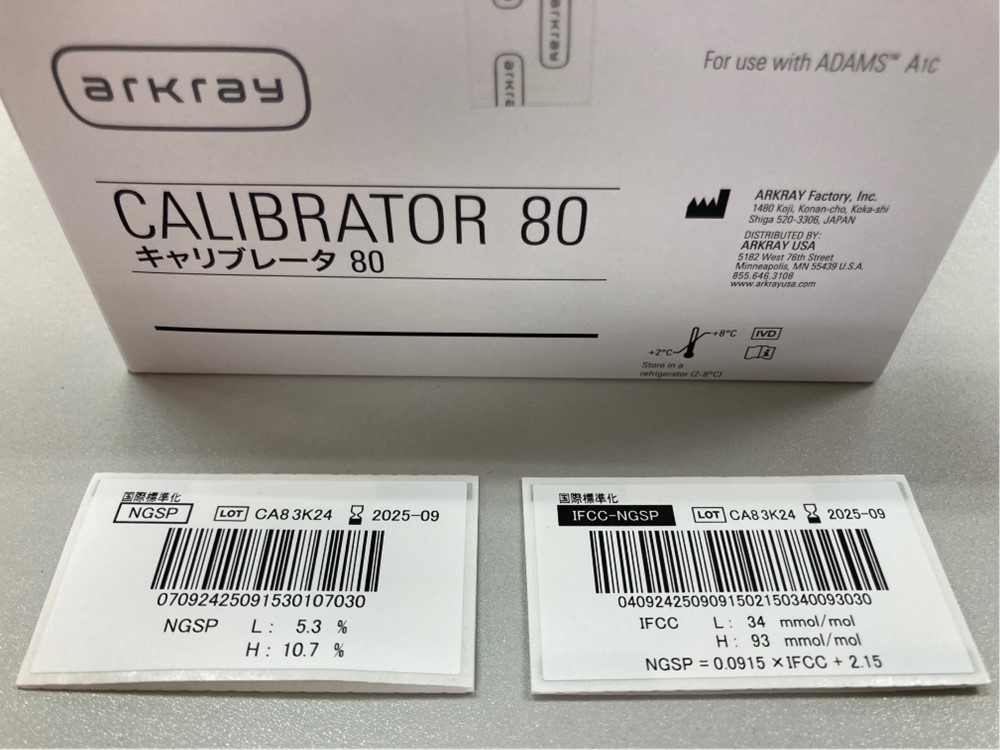 arkray
arkray
arkray
For use with ADAMS™ A1C
CALIBRATOR 80
キャリブレータ 80
ARKRAY Factory, Inc.
1480 Koji, Konan-cho, Koka-shi
Shiga 520-3306, JAPAN
DISTRIBUTED BY:
ARKRAY USA
5182 West 76th Street
Minneapolis, MN 55439 U.S.A.
855.646.3108
www.arkrayusa.com
+8°C
IVD
+2°C
Store in a
refrigerator (2-8°C)
国際標準化
NGSP LOT CA83K24 2025-09
07092425091530107030
NGSP L: 5.3 %
H: 10.7 %
国際標準化
IFCC-NGSP LOT CA83K24 2025-09
0409242509091502150340093030
IFCC L: 34 mmol/mol
H: 93 mmol/mol
NGSP = 0.0915 ×IFCC + 2.15